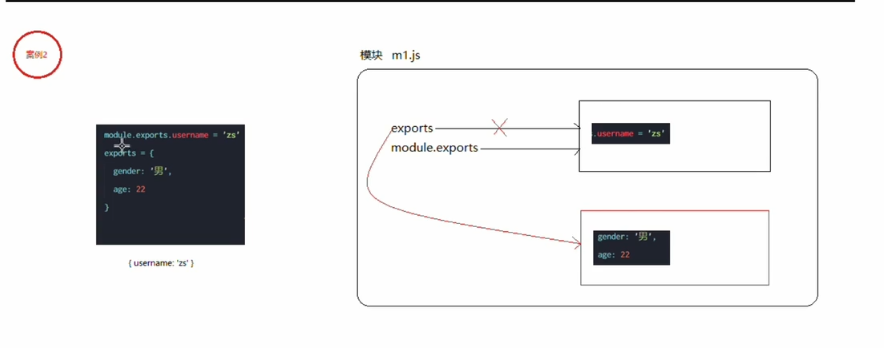 案例2
模块 m1.js
module.exports.username = 'zs'
exports = {
gender: '男',
age: 22
}
{ username: 'zs' }
exports
module.exports
.username = 'zs'
gender: '男',
age: 22